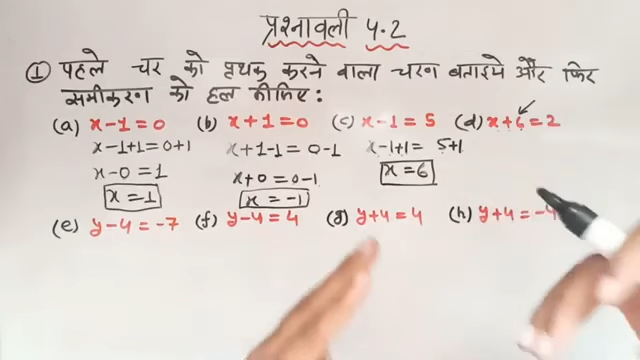 प्रश्नावली 4.2
① पहले चर को पृथक् करने वाला चरण बताइये और फिर
समीकरण को हल कीजिए:
(a) x-1=0 (b) x+1=0 (c) x-1=5 (d) x+6=2
x-1+1=0+1 x+1-1=0-1 x-1+1=5+1
x-0=1 x+0=0-1 x=6
x=1 x=-1
(e) y-4=-7 (f) y-4=4 (g) y+4=4 (h) y+4=-4